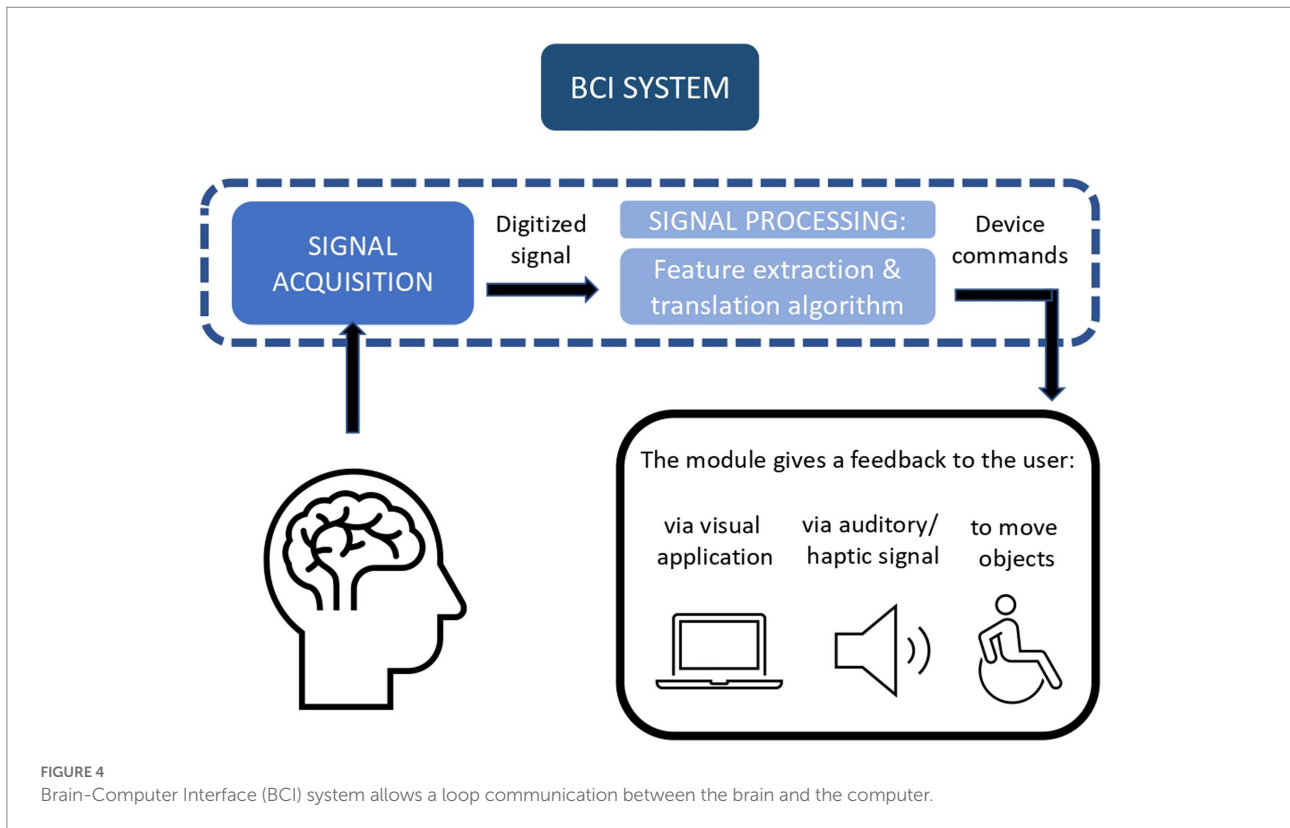 BCI SYSTEM
SIGNAL
ACQUISITION
Digitized
signal
SIGNAL PROCESSING:
Feature extraction &
translation algorithm
Device
commands
The module gives a feedback to the user:
via visual
application
via auditory/
haptic signal
to move
objects
FIGURE 4
Brain-Computer Interface (BCI) system allows a loop communication between the brain and the computer.